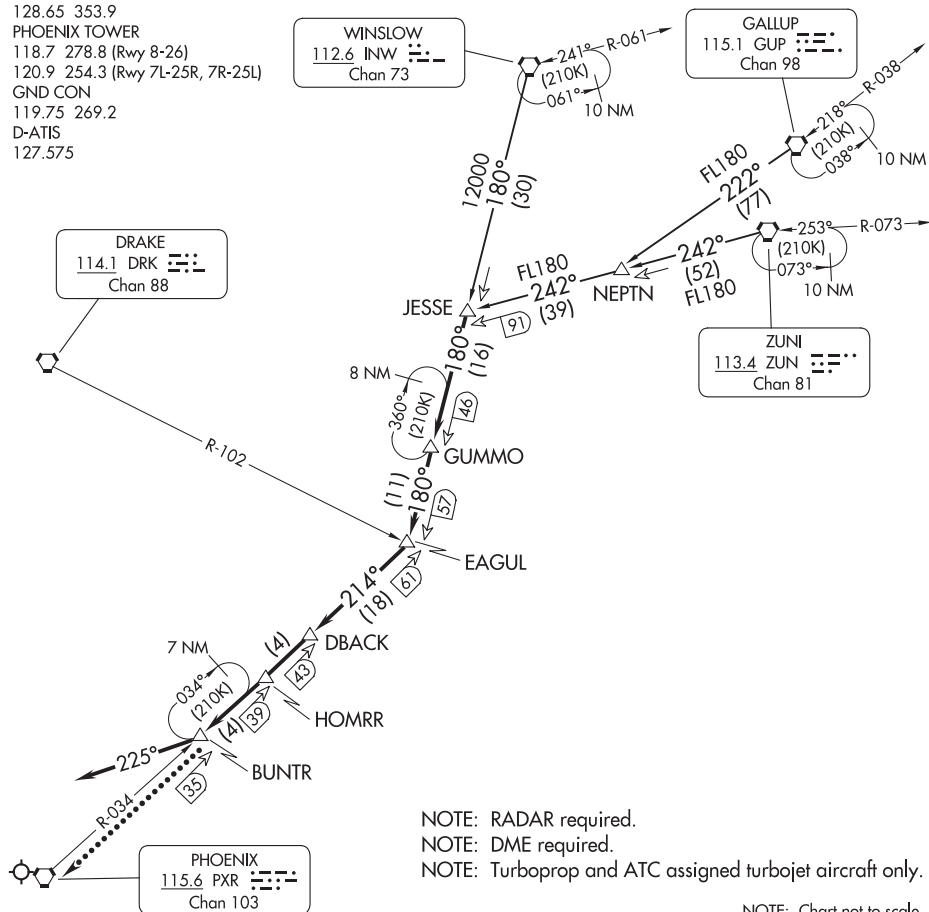 128.65 353.9
PHOENIX TOWER
118.7 278.8 (Rwy 8-26)
120.9 254.3 (Rwy 7L-25R, 7R-25L)
GND CON
119.75 269.2
D-ATIS
127.575
WINSLOW
112.6 INW
Chan 73
241° R-061
(210K)
061°
10 NM
GALLUP
115.1 GUP
Chan 98
R-038
218°
(210K)
038°
10 NM
12000
180°
(30)
FL180
222°
(77)
253° R-073
(210K)
073°
10 NM
242°
(52)
FL180
NEPTN
FL180
242°
(39)
91
ZUNI
113.4 ZUN
Chan 81
DRAKE
114.1 DRK
Chan 88
JESSE
180°
(16)
8 NM
360°
(210K)
46
GUMMO
R-102
(11)
180°
57
EAGUL
61
214°
(18)
DBACK
43
(4)
7 NM
034°
(210K)
HOMRR
39
(4)
BUNTR
225°
35
R-034
PHOENIX
115.6 PXR
Chan 103
NOTE: RADAR required.
NOTE: DME required.
NOTE: Turboprop and ATC assigned turbojet aircraft only.
NOTE: Chart not to scale